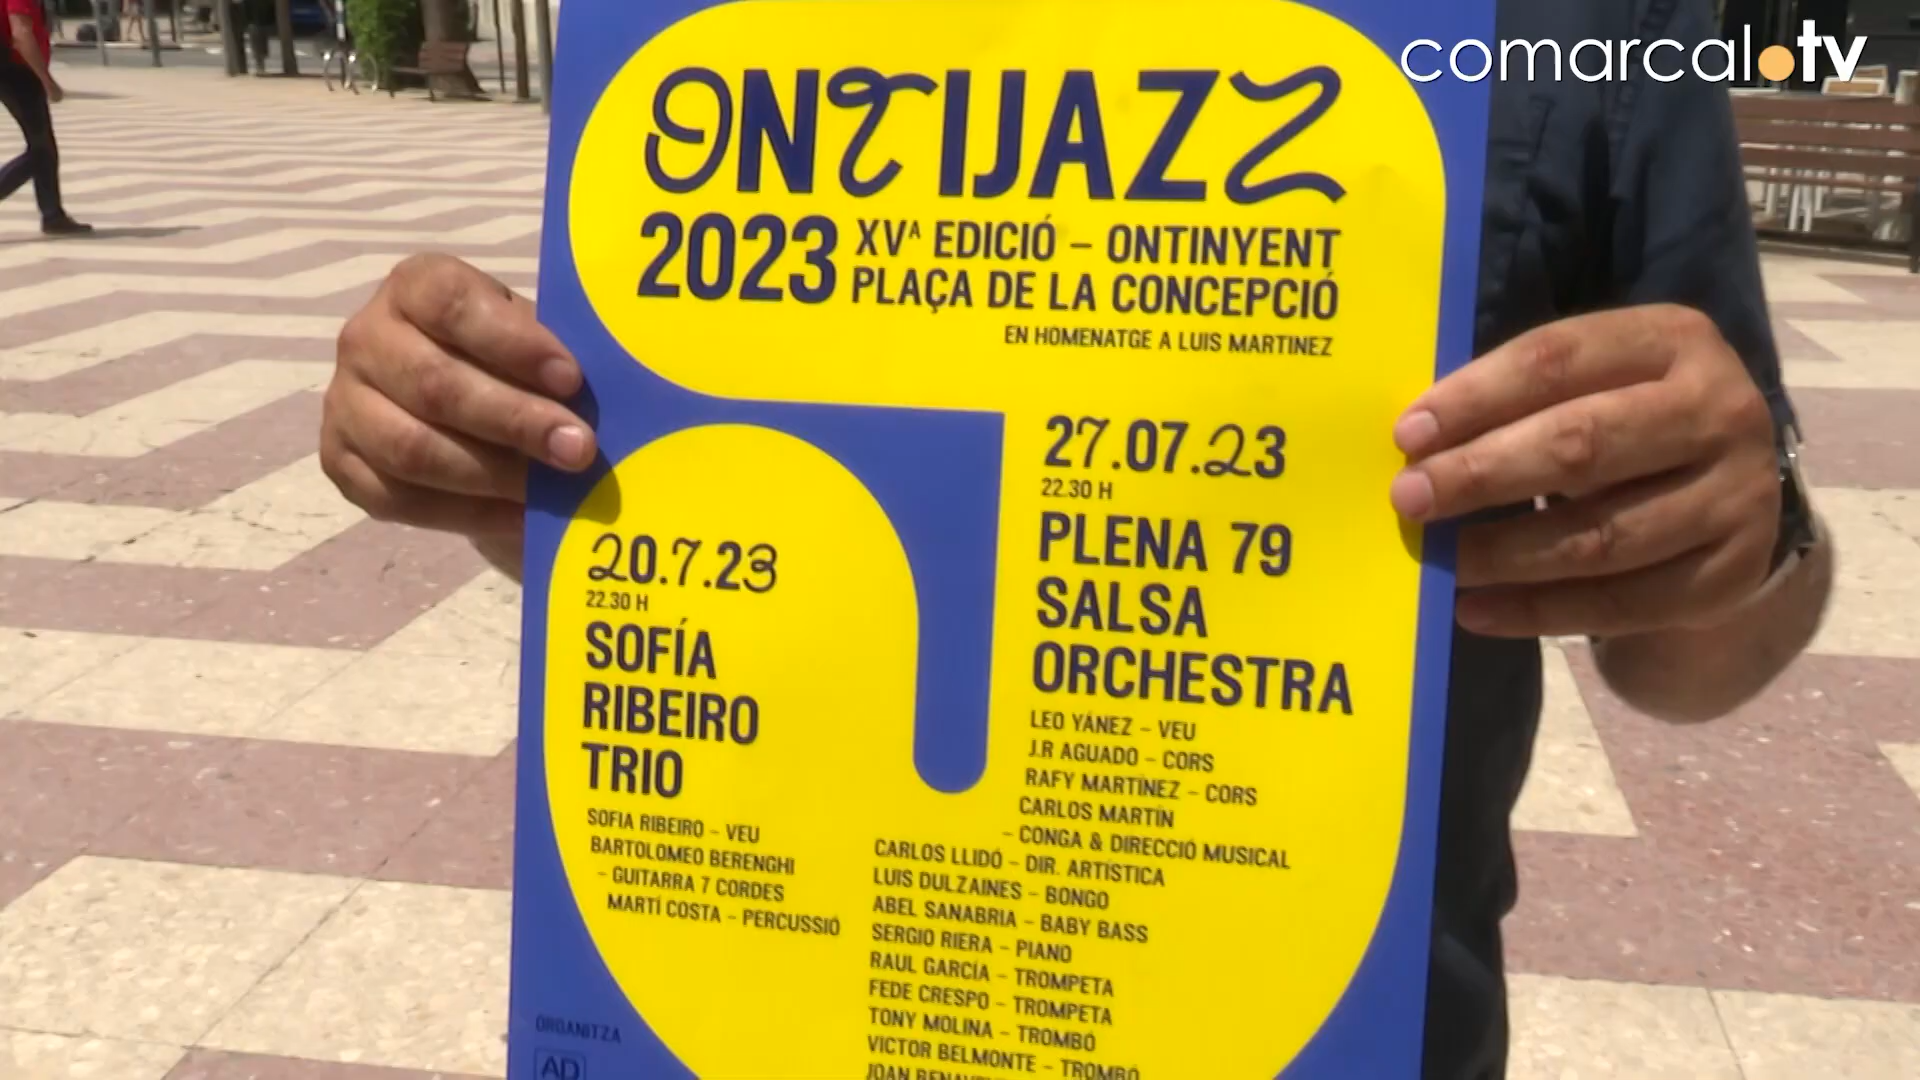 comarcal.tv
ONTIJAZZ
2023
XVª EDICIÓ – ONTINYENT
PLAÇA DE LA CONCEPCIÓ
EN HOMENATGE A LUIS MARTINEZ
20.7.23
22.30 H
SOFÍA
RIBEIRO
TRIO
SOFIA RIBEIRO – VEU
BARTOLOMEO BERENGHI
– GUITARRA 7 CORDES
MARTÍ COSTA – PERCUSSIÓ
27.07.23
22.30 H
PLENA 79
SALSA
ORCHESTRA
LEO YÁNEZ – VEU
J.R AGUADO – CORS
RAFY MARTÍNEZ – CORS
CARLOS MARTÍN
– CONGA & DIRECCIÓ MUSICAL
CARLOS LLIDÓ – DIR. ARTÍSTICA
LUIS DULZAINES – BONGO
ABEL SANABRIA – BABY BASS
SERGIO RIERA – PIANO
RAUL GARCÍA – TROMPETA
FEDE CRESPO – TROMPETA
TONY MOLINA – TROMBÓ
VICTOR BELMONTE – TROMBÓ
JOAN
ORGANITZA
AD